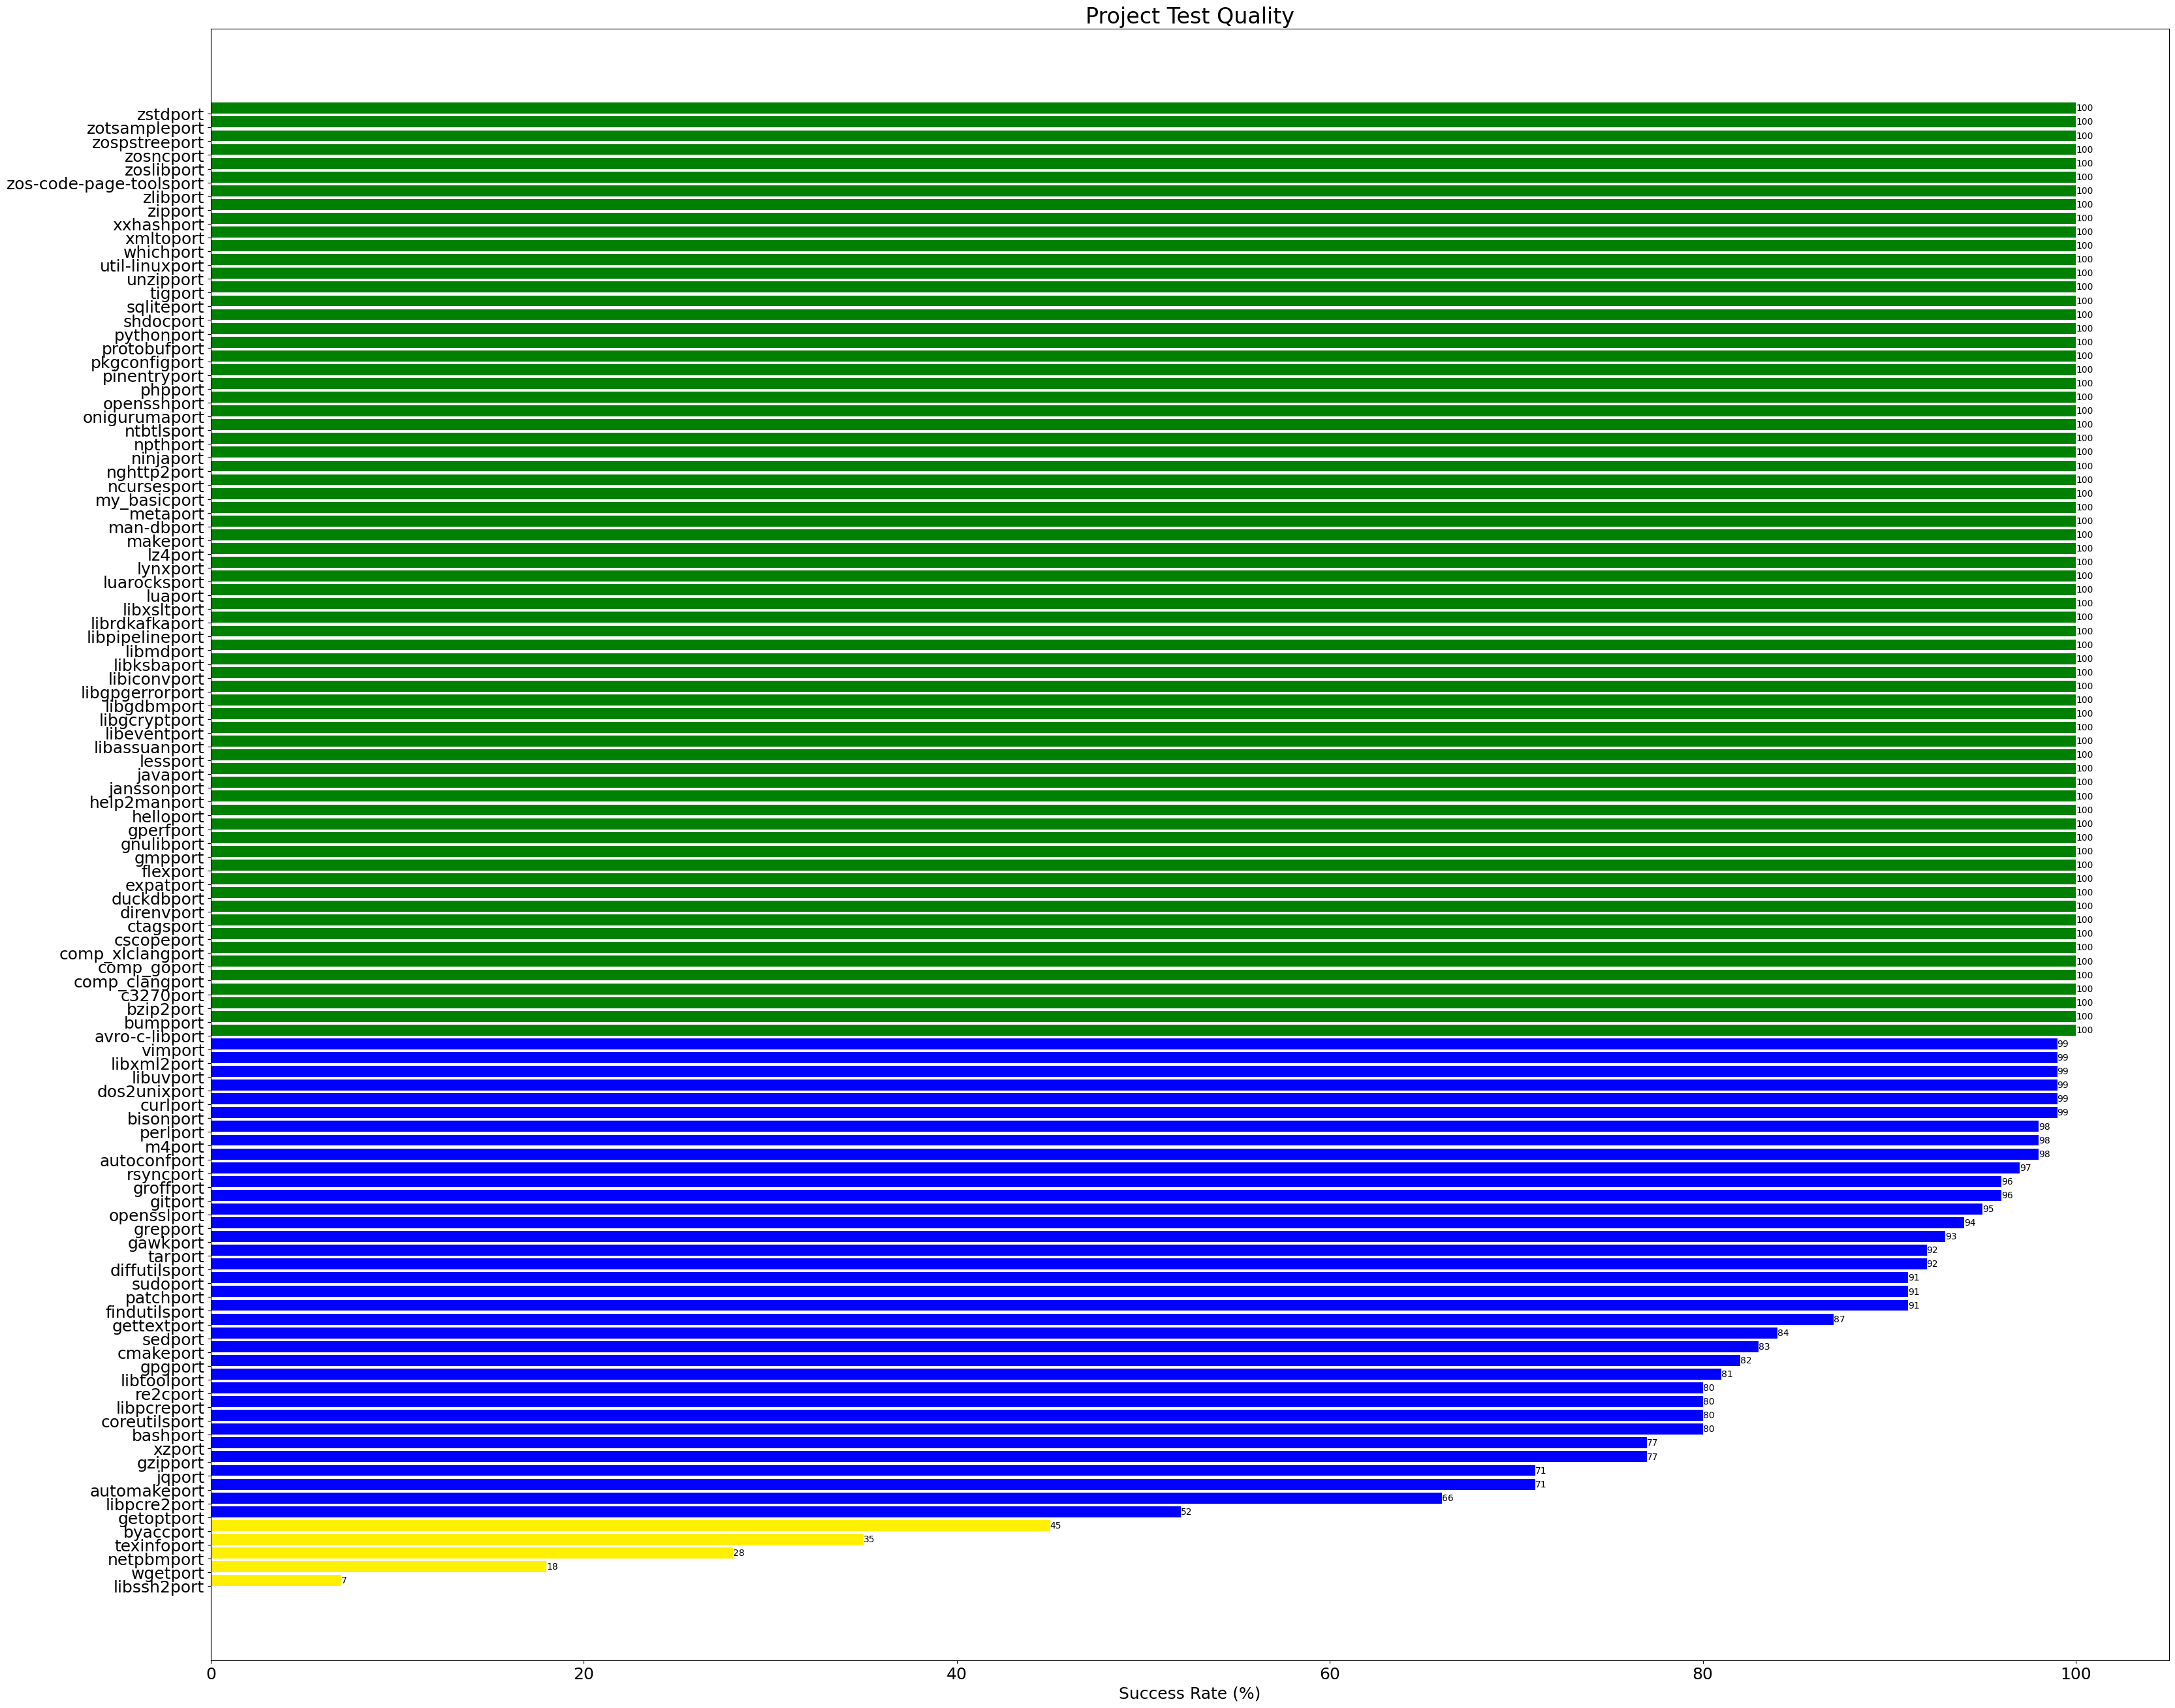 Project Test Quality
zstdport 100
zotsampleport 100
zospstreeport 100
zosncport 100
zoslibport 100
zos-code-page-toolsport 100
zlibport 100
zipport 100
xxhashport 100
xmltoport 100
whichport 100
util-linuxport 100
unzipport 100
tigport 100
sqliteport 100
shdocport 100
pythonport 100
protobufport 100
pkgconfigport 100
pinentryport 100
phpport 100
opensshport 100
onigurumaport 100
ntbtlsport 100
npthport 100
ninjaport 100
nghttp2port 100
ncursesport 100
my_basicport 100
metaport 100
man-dbport 100
makeport 100
lz4port 100
lynxport 100
luarocksport 100
luaport 100
libxsltport 100
librdkafkaport 100
libpipelineport 100
libmdport 100
libksbaport 100
libiconvport 100
libgpgerrorport 100
libgdbmport 100
libgcryptport 100
libeventport 100
libassuanport 100
lessport 100
javaport 100
janssonport 100
help2manport 100
helloport 100
gperfport 100
gnulibport 100
gmpport 100
flexport 100
expatport 100
duckdbport 100
direnvport 100
ctagsport 100
cscopeport 100
comp_xlclangport 100
comp_goport 100
comp_clangport 100
c3270port 100
bzip2port 100
bumpport 100
avro-c-libport 100
vimport 99
libxml2port 99
libuvport 99
dos2unixport 99
curlport 99
bisonport 99
perlport 98
m4port 98
autoconfport 98
rsyncport 97
groffport 96
gitport 96
opensslport 95
grepport 94
gawkport 93
tarport 92
diffutilsport 92
sudoport 91
patchport 91
findutilsport 91
gettextport 87
sedport 84
cmakeport 83
gpgport 82
libtoolport 81
re2cport 80
libpcreport 80
coreutilsport 80
bashport 80
xzport 77
gzipport 77
jqport 71
automakeport 71
libpcre2port 66
getoptport 52
byaccport 45
texinfoport 35
netpbmport 28
wgetport 18
libssh2port 7
0 20 40 60 80 100
Success Rate (%)